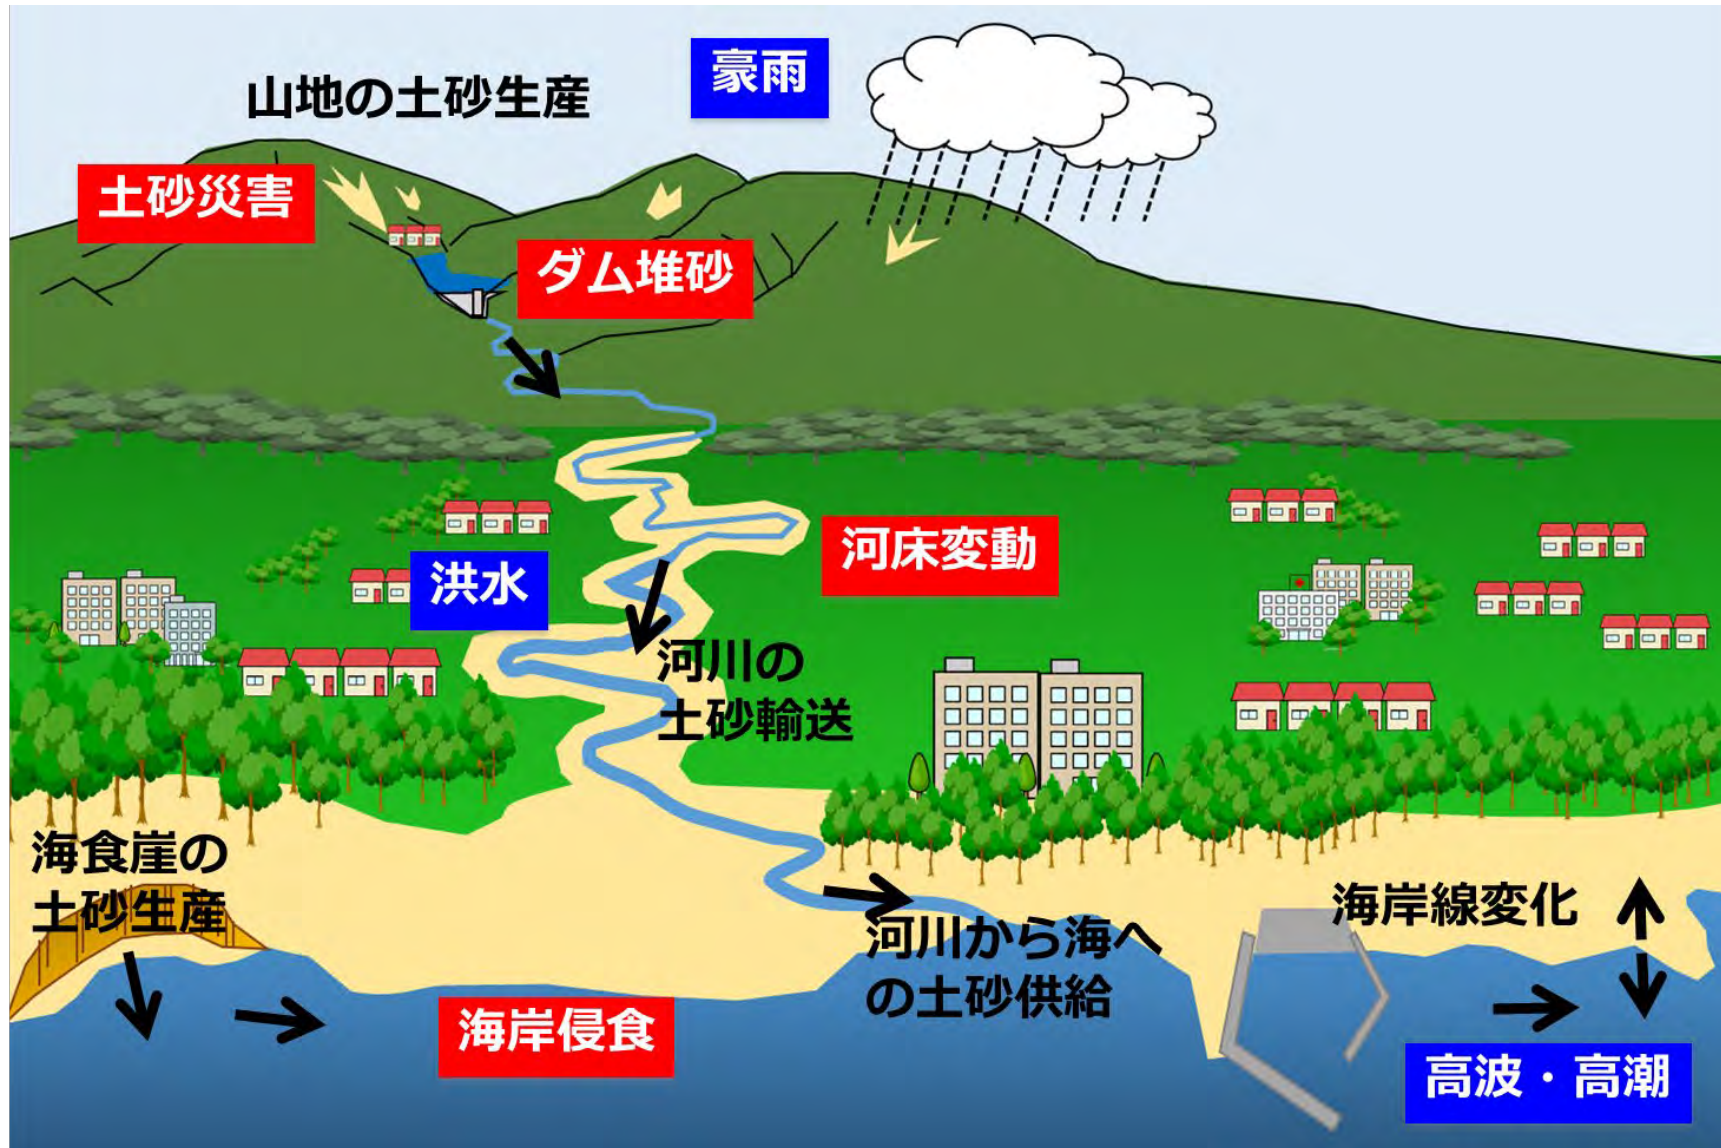 豪雨
山地の土砂生産
土砂災害
ダム堆砂
河床変動
洪水
河川の
土砂輸送
海食崖の
土砂生産
海岸線変化
河川から海へ
の土砂供給
海岸侵食
高波・高潮